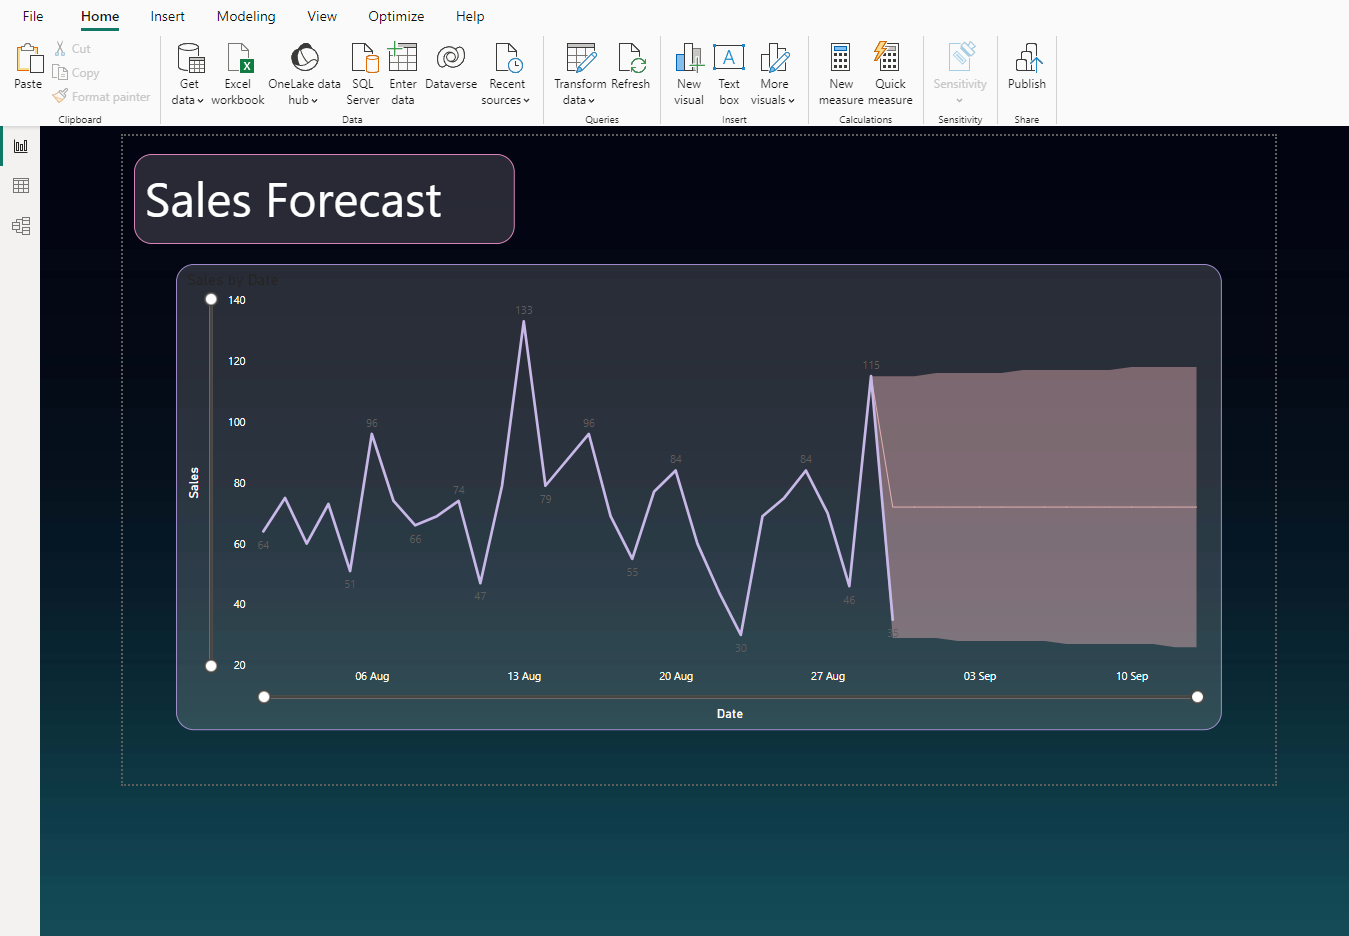 File Home Insert Modeling View Optimize Help
Paste
Cut
Copy
Format painter
Clipboard
Get data
Excel workbook
OneLake data hub
SQL Server
Enter data
Dataverse
Recent sources
Data
Transform data
Refresh
Queries
New visual
Text box
More visuals
Insert
New measure
Quick measure
Calculations
Sensitivity
Sensitivity
Publish
Share
Sales Forecast
Sales by Date
140
120
100
80
60
40
20
Sales
64
51
96
66
74
47
133
79
96
55
84
30
84
46
115
06 Aug 13 Aug 20 Aug 27 Aug 03 Sep 10 Sep
Date